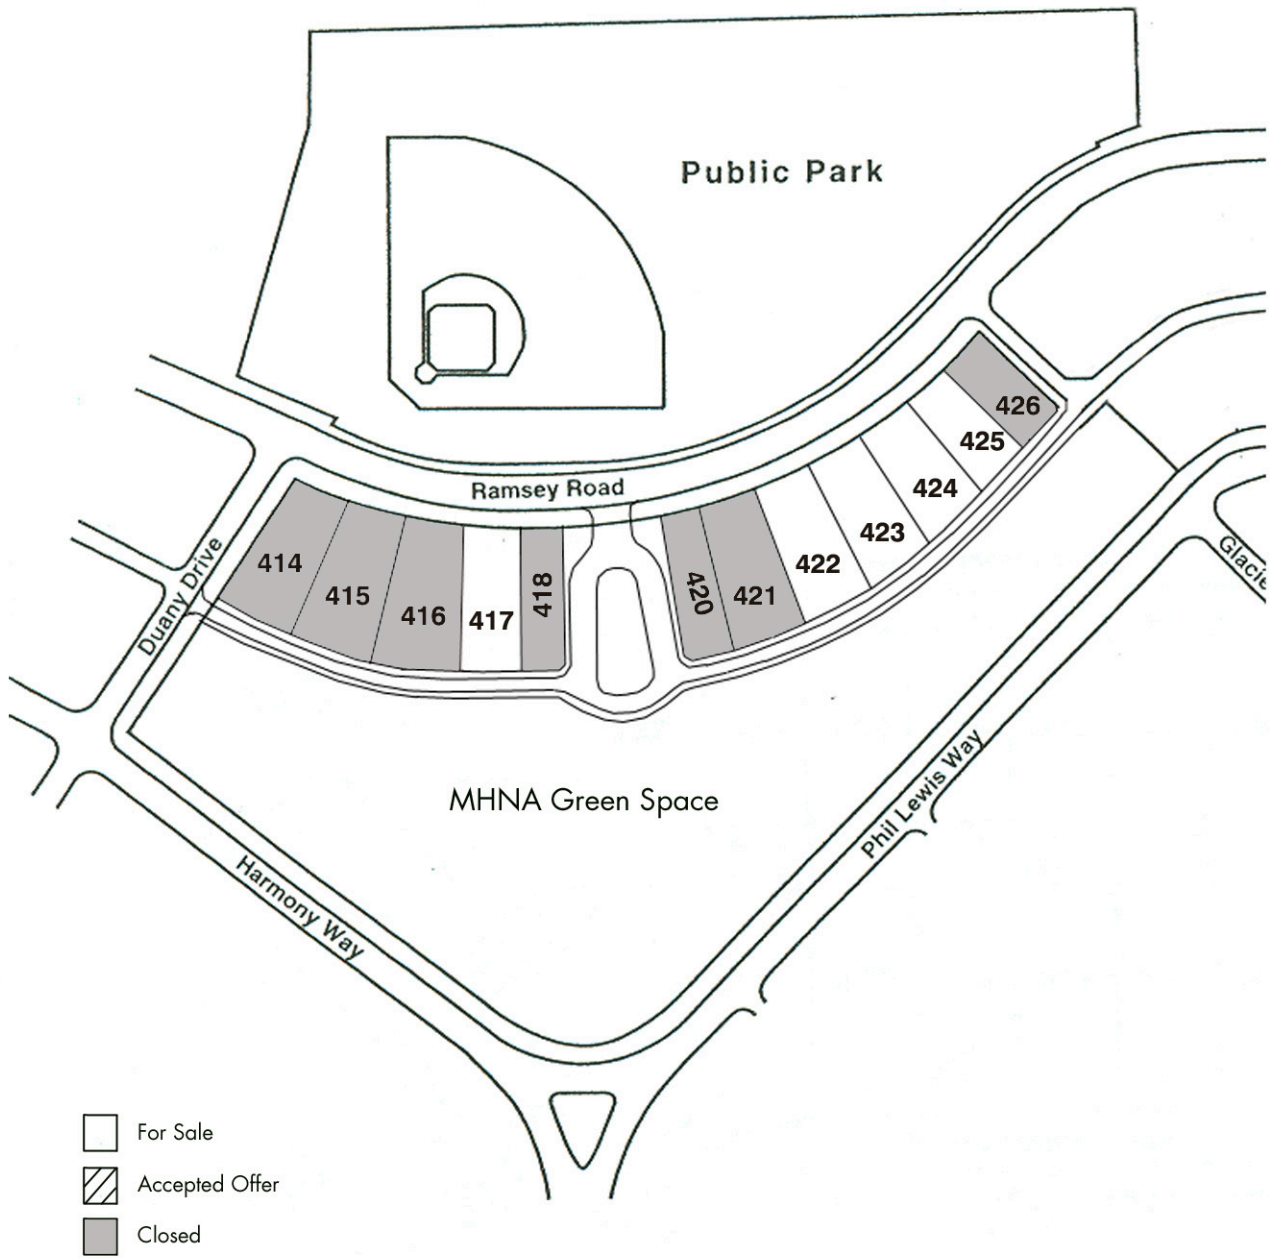 Public Park
Ramsey Road
426
425
424
423
422
421
420
414
415
416
417
418
Duany Drive
Glacie
MHNA Green Space
Phil Lewis Way
Harmony Way
For Sale
Accepted Offer
Closed